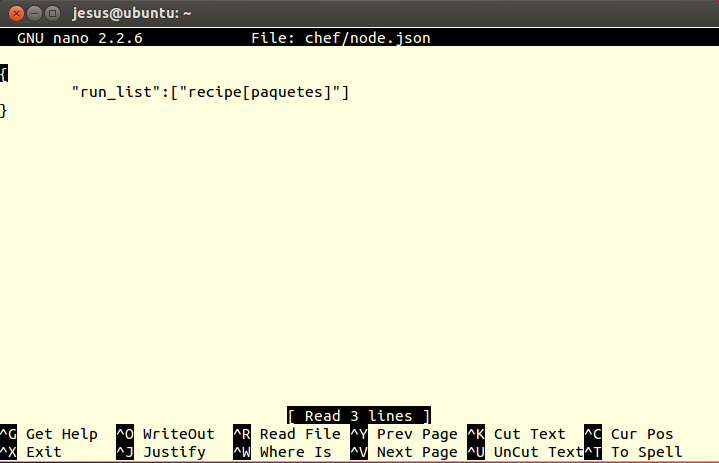 jesus@ubuntu: ~
GNU nano 2.2.6 File: chef/node.json
{
"run_list":["recipe[paquetes]"]
}
[ Read 3 lines ]
^G Get Help ^O WriteOut ^R Read File ^Y Prev Page ^K Cut Text ^C Cur Pos
^X Exit ^J Justify ^W Where Is ^V Next Page ^U UnCut Text ^T To Spell